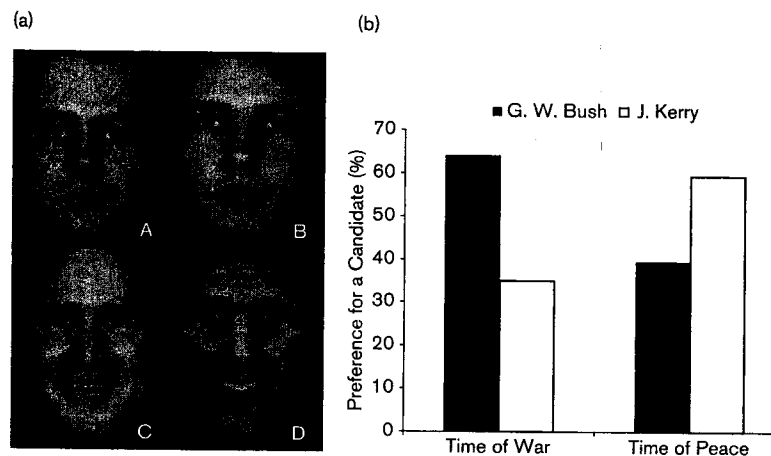 (a)
A
B
C
D
(b)
■ G. W. Bush □ J. Kerry
Preference for a Candidate (%)
70
60
50
40
30
20
10
0
Time of War Time of Peace